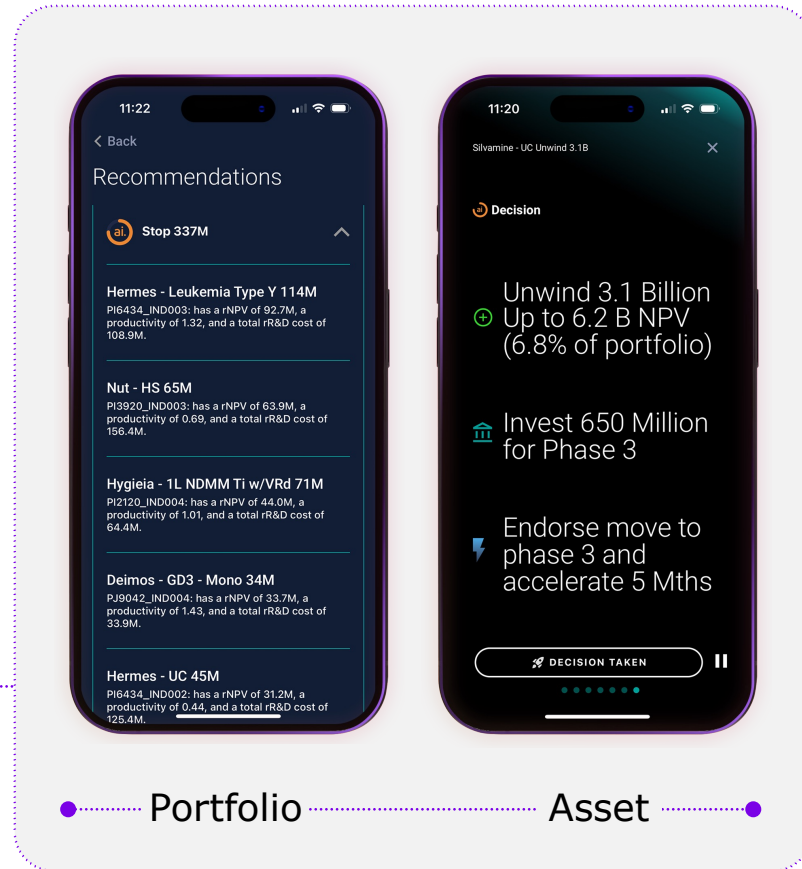 11:22
Back
Recommendations
ai. Stop 337M
Hermes - Leukemia Type Y 114M
PI6434_IND003: has a rNPV of 92.7M, a
productivity of 1.32, and a total rR&D cost of
108.9M.
Nut - HS 65M
PI3920_IND003: has a rNPV of 63.9M, a
productivity of 0.69, and a total rR&D cost of
156.4M.
Hygieia - 1L NDMM Ti w/VRd 71M
PI2120_IND004: has a rNPV of 44.0M, a
productivity of 1.01, and a total rR&D cost of
64.4M.
Deimos - GD3 - Mono 34M
PJ9042_IND004: has a rNPV of 33.7M, a
productivity of 1.43, and a total rR&D cost of
33.9M.
Hermes - UC 45M
PI6434_IND002: has a rNPV of 31.2M, a
productivity of 0.44, and a total rR&D cost of
125.4M.
11:20
Silvamine - UC Unwind 3.1B
ai Decision
Unwind 3.1 Billion
Up to 6.2 B NPV
(6.8% of portfolio)
Invest 650 Million
for Phase 3
Endorse move to
phase 3 and
accelerate 5 Mths
DECISION TAKEN
Portfolio
Asset